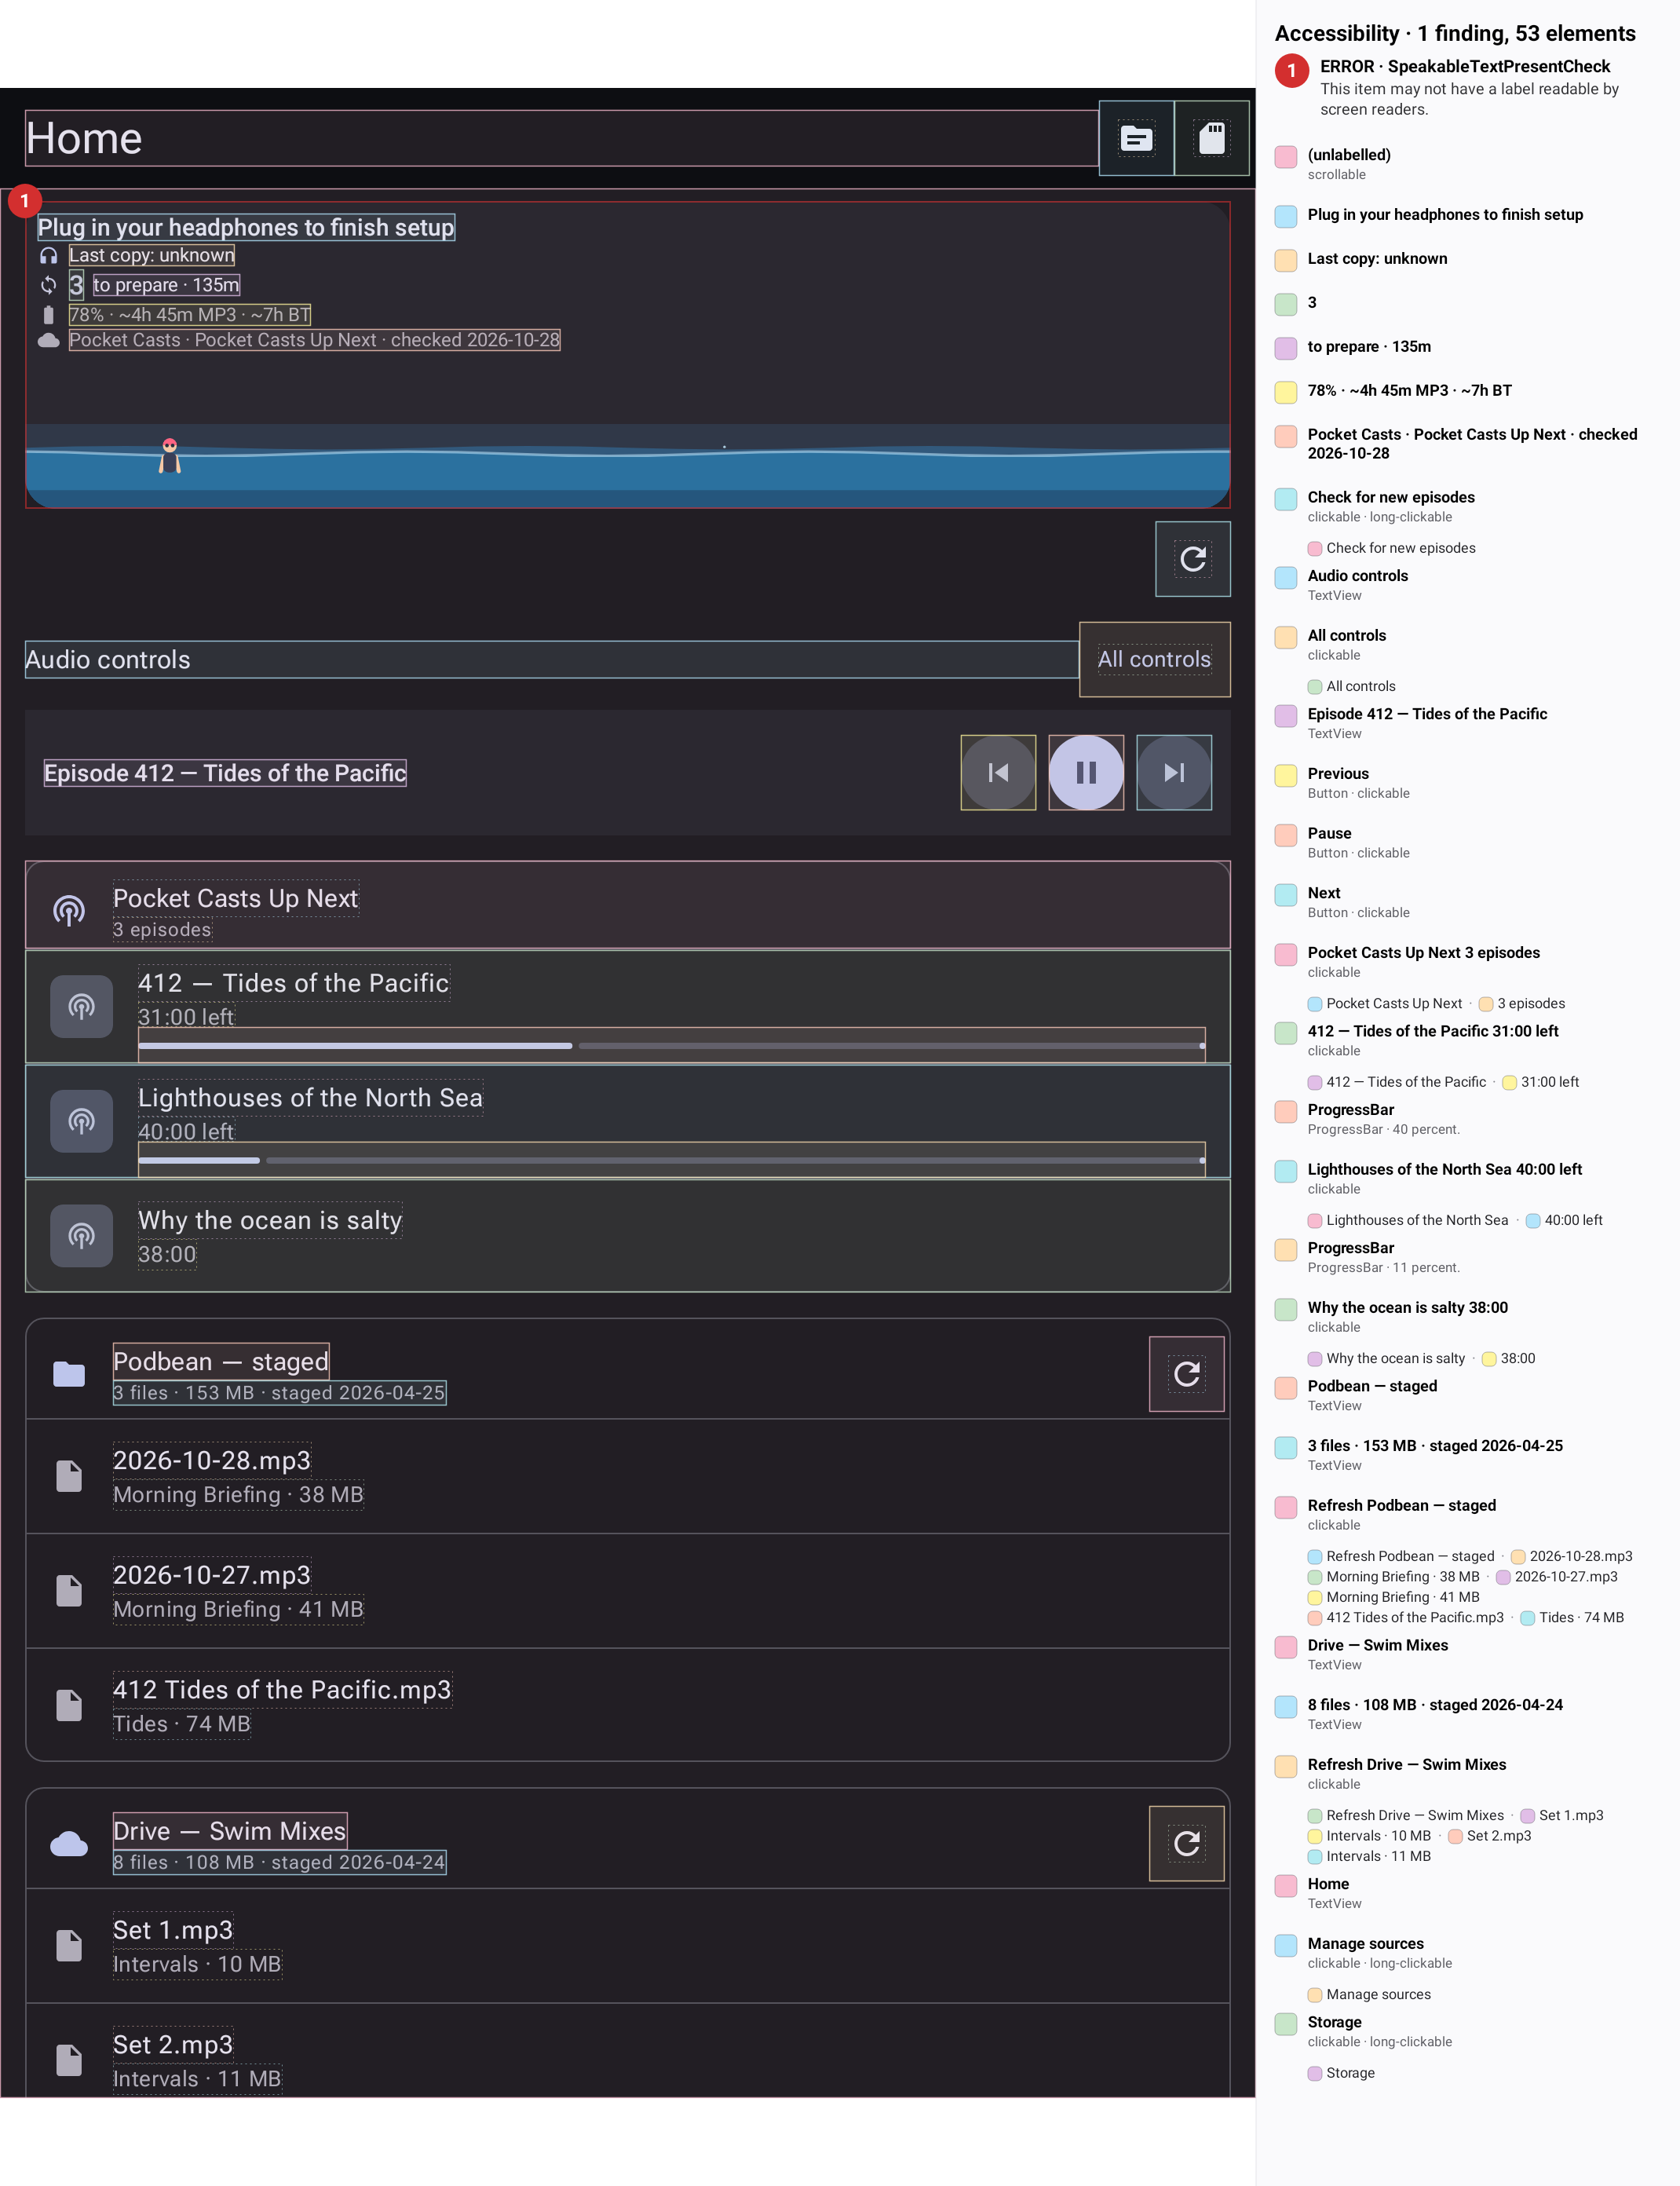 Home
1
Plug in your headphones to finish setup
Last copy: unknown
3 to prepare · 135m
78% · ~4h 45m MP3 · ~7h BT
Pocket Casts · Pocket Casts Up Next · checked 2026-10-28
Audio controls
All controls
Episode 412 — Tides of the Pacific
Pocket Casts Up Next
3 episodes
412 — Tides of the Pacific
31:00 left
Lighthouses of the North Sea
40:00 left
Why the ocean is salty
38:00
Podbean — staged
3 files · 153 MB · staged 2026-04-25
2026-10-28.mp3
Morning Briefing · 38 MB
2026-10-27.mp3
Morning Briefing · 41 MB
412 Tides of the Pacific.mp3
Tides · 74 MB
Drive — Swim Mixes
8 files · 108 MB · staged 2026-04-24
Set 1.mp3
Intervals · 10 MB
Set 2.mp3
Intervals · 11 MB
Accessibility · 1 finding, 53 elements
1 ERROR · SpeakableTextPresentCheck
This item may not have a label readable by
screen readers.
(unlabelled)
scrollable
Plug in your headphones to finish setup
Last copy: unknown
3
to prepare · 135m
78% · ~4h 45m MP3 · ~7h BT
Pocket Casts · Pocket Casts Up Next · checked
2026-10-28
Check for new episodes
clickable · long-clickable
Check for new episodes
Audio controls
TextView
All controls
clickable
All controls
Episode 412 — Tides of the Pacific
TextView
Previous
Button · clickable
Pause
Button · clickable
Next
Button · clickable
Pocket Casts Up Next 3 episodes
clickable
Pocket Casts Up Next · 3 episodes
412 — Tides of the Pacific 31:00 left
clickable
412 — Tides of the Pacific · 31:00 left
ProgressBar
ProgressBar · 40 percent.
Lighthouses of the North Sea 40:00 left
clickable
Lighthouses of the North Sea · 40:00 left
ProgressBar
ProgressBar · 11 percent.
Why the ocean is salty 38:00
clickable
Why the ocean is salty · 38:00
Podbean — staged
TextView
3 files · 153 MB · staged 2026-04-25
TextView
Refresh Podbean — staged
clickable
Refresh Podbean — staged · 2026-10-28.mp3
Morning Briefing · 38 MB · 2026-10-27.mp3
Morning Briefing · 41 MB
412 Tides of the Pacific.mp3 · Tides · 74 MB
Drive — Swim Mixes
TextView
8 files · 108 MB · staged 2026-04-24
TextView
Refresh Drive — Swim Mixes
clickable
Refresh Drive — Swim Mixes · Set 1.mp3
Intervals · 10 MB · Set 2.mp3
Intervals · 11 MB
Home
TextView
Manage sources
clickable · long-clickable
Manage sources
Storage
clickable · long-clickable
Storage